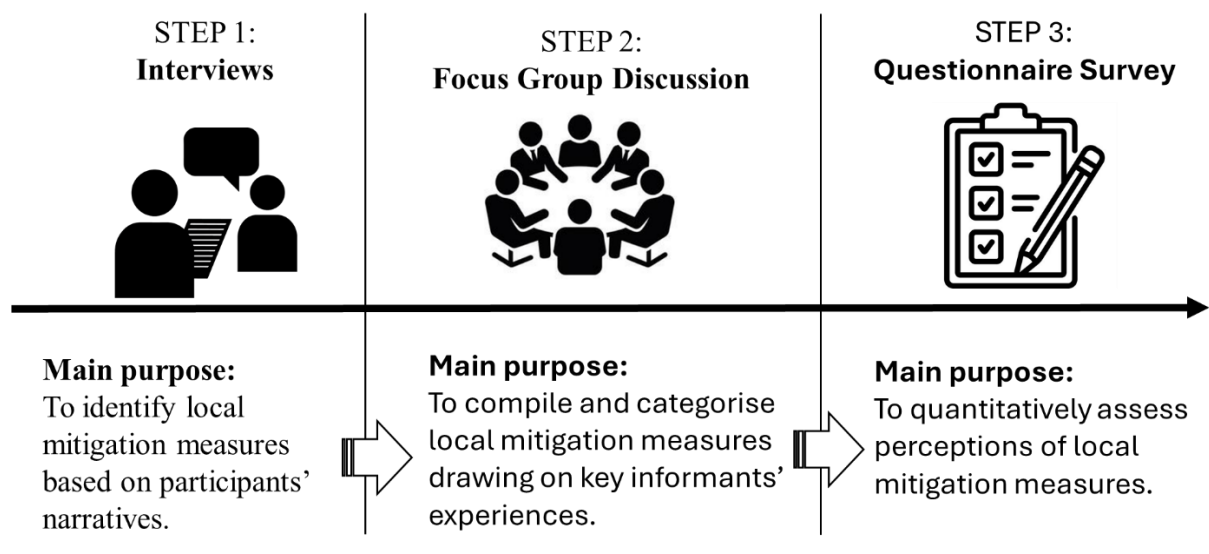 STEP 1:
Interviews
Main purpose:
To identify local
mitigation measures
based on participants’
narratives.
STEP 2:
Focus Group Discussion
Main purpose:
To compile and categorise
local mitigation measures
drawing on key informants’
experiences.
STEP 3:
Questionnaire Survey
Main purpose:
To quantitatively assess
perceptions of local
mitigation measures.